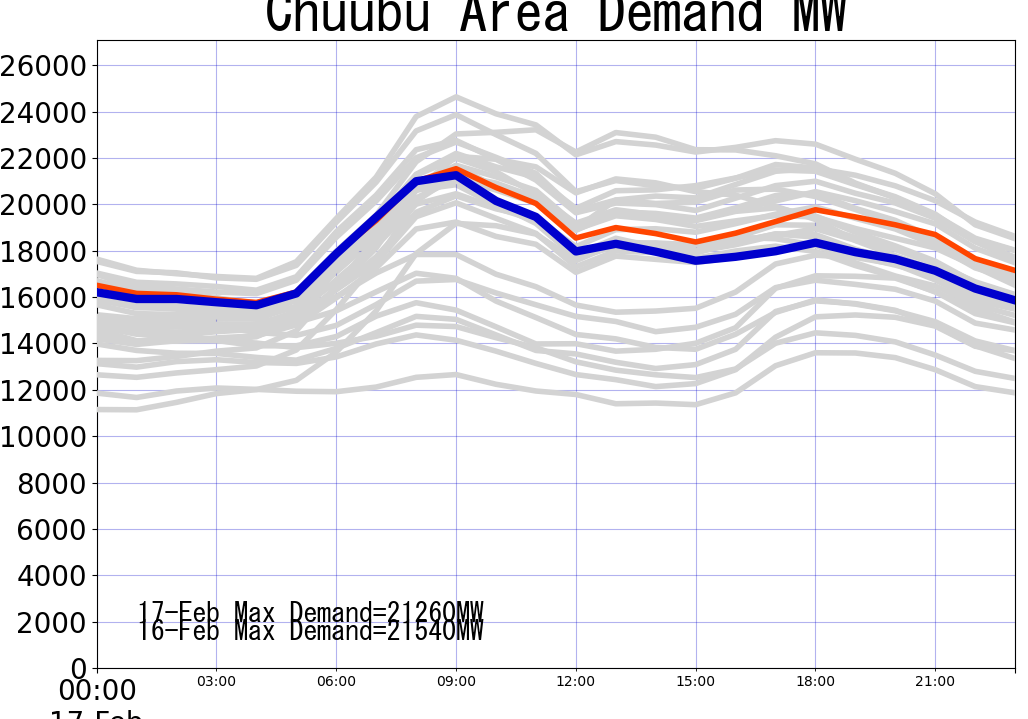 Chuubu Area Demand MW
26000
24000
22000
20000
18000
16000
14000
12000
10000
8000
6000
4000
2000
0
17-Feb Max Demand=21260MW
16-Feb Max Demand=21540MW
00:00 03:00 06:00 09:00 12:00 15:00 18:00 21:00
17-Feb